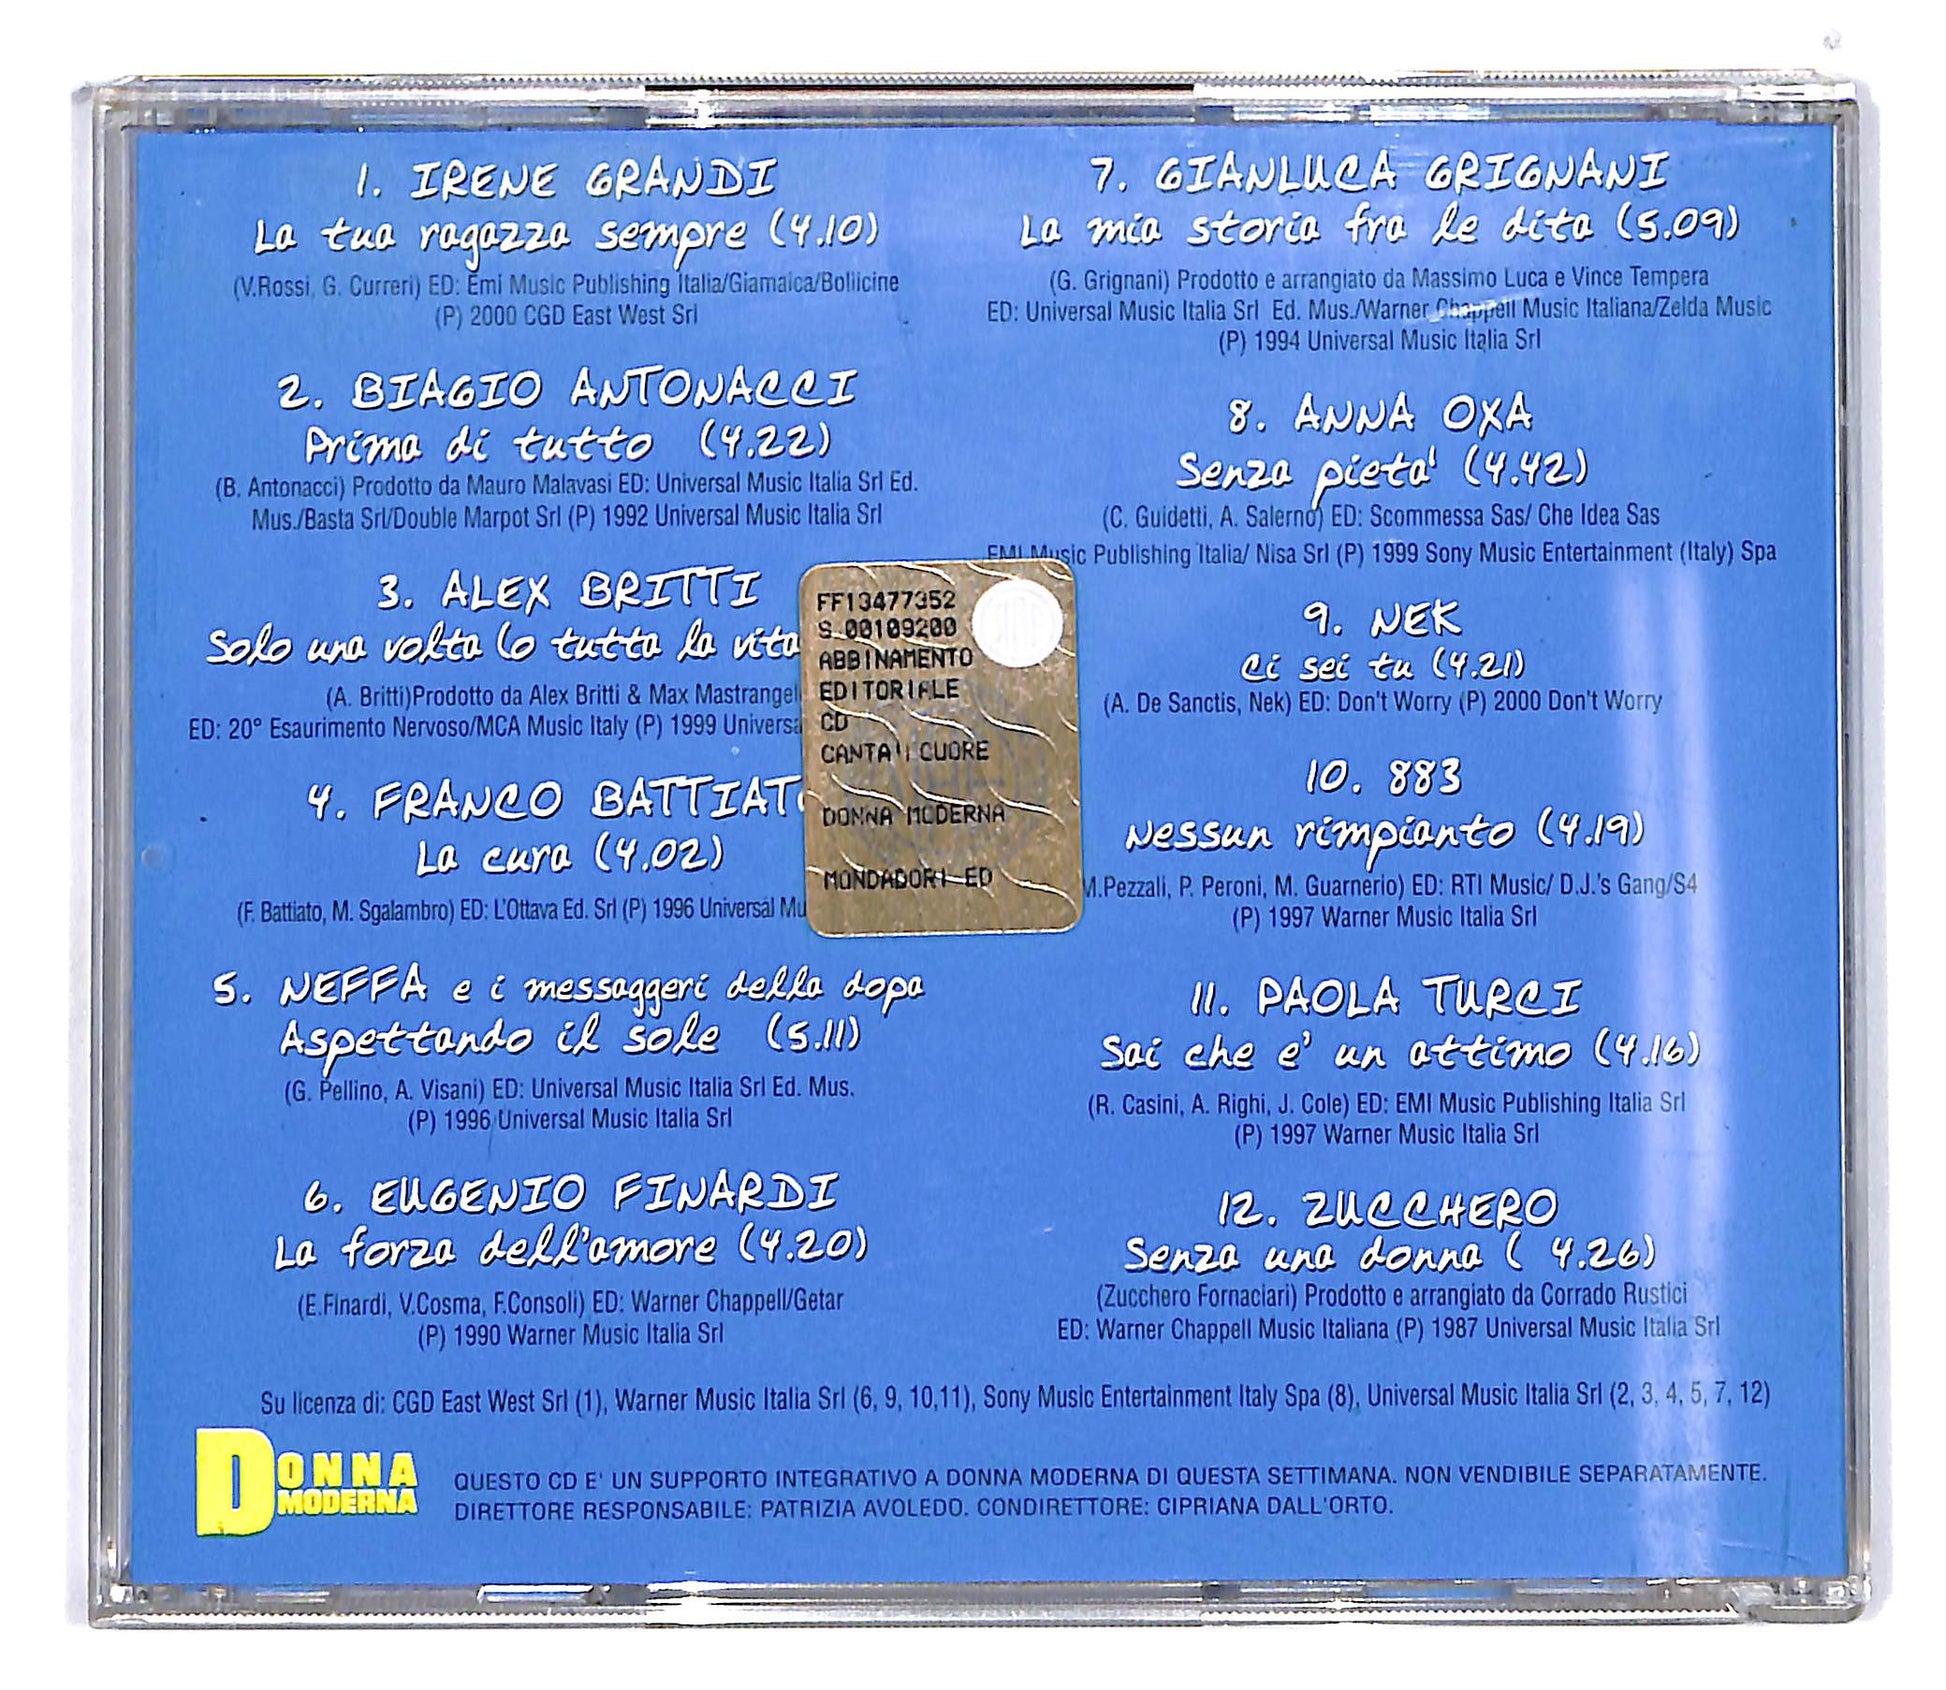 1. IRENE GRANDI
La tua ragazza sempre (4.10)
(V.Rossi, G. Curreri) ED: Emi Music Publishing Italia/Giamaica/Bollicine
(P) 2000 CGD East West Srl
2. BIAGIO ANTONACCI
Prima di tutto (4.22)
(B. Antonacci) Prodotto da Mauro Malavasi ED: Universal Music Italia Srl Ed.
Mus./Basta Srl/Double Marpot Srl (P) 1992 Universal Music Italia Srl
3. ALEX BRITTI
Solo una volta (o tutta la vita
(A. Britti)Prodotto da Alex Britti & Max
ED: 20° Esaurimento Nervoso/MCA Music Italy (P) 1999
4. FRANCO BATTIATO
La cura (4.02)
(F. Battiato, M. Sgalambro) ED: L'Ottava Ed. Srl (P) 1996 Universal
5. NEFFA e i messaggeri della dopa
Aspettando il sole (5.11)
(G. Pellino, A. Visani) ED: Universal Music Italia Srl Ed. Mus.
(P) 1996 Universal Music Italia Srl
6. EUGENIO FINARDI
La forza dell'amore (4.20)
(E.Finardi, V.Cosma, F.Consoli) ED: Warner Chappell/Getar
(P) 1990 Warner Music Italia Srl
7. GIANLUCA GRIGNANI
La mia storia fra le dita (5.09)
(G. Grignani) Prodotto e arrangiato da Massimo Luca e Vince Tempera
ED: Universal Music Italia Srl Ed. Mus./Warner Chappell Music Italiana/Zelda Music
(P) 1994 Universal Music Italia Srl
8. ANNA OXA
Senza pieta' (4.42)
(C. Guidetti, A. Salerno) ED: Scommessa Sas/ Che Idea Sas
EMI Music Publishing Italia/ Nisa Srl (P) 1999 Sony Music Entertainment (Italy) Spa
9. NEK
Ci sei tu (4.21)
(A. De Sanctis, Nek) ED: Don't Worry (P) 2000 Don't Worry
10. 883
Nessun rimpianto (4.19)
M.Pezzali, P. Peroni, M. Guarnerio) ED: RTI Music/ D.J.'s Gang/S4
(P) 1997 Warner Music Italia Srl
11. PAOLA TURCI
Sai che e' un attimo (4.16)
(R. Casini, A. Righi, J. Cole) ED: EMI Music Publishing Italia Srl
(P) 1997 Warner Music Italia Srl
12. ZUCCHERO
Senza una donna ( 4.26)
(Zucchero Fornaciari) Prodotto e arrangiato da Corrado Rustici
ED: Warner Chappell Music Italiana (P) 1987 Universal Music Italia Srl
FF13477352
S 00109200
ABBINAMENTO
EDITORIALE
CD
CANTA' CUORE
DONNA MODERNA
MONDADORI ED
Su licenza di: CGD East West Srl (1), Warner Music Italia Srl (6, 9, 10,11), Sony Music Entertainment Italy Spa (8), Universal Music Italia Srl (2, 3, 4, 5, 7, 12)
DONNA
MODERNA
QUESTO CD E' UN SUPPORTO INTEGRATIVO A DONNA MODERNA DI QUESTA SETTIMANA. NON VENDIBILE SEPARATAMENTE.
DIRETTORE RESPONSABILE: PATRIZIA AVOLEDO. CONDIRETTORE: CIPRIANA DALL'ORTO.